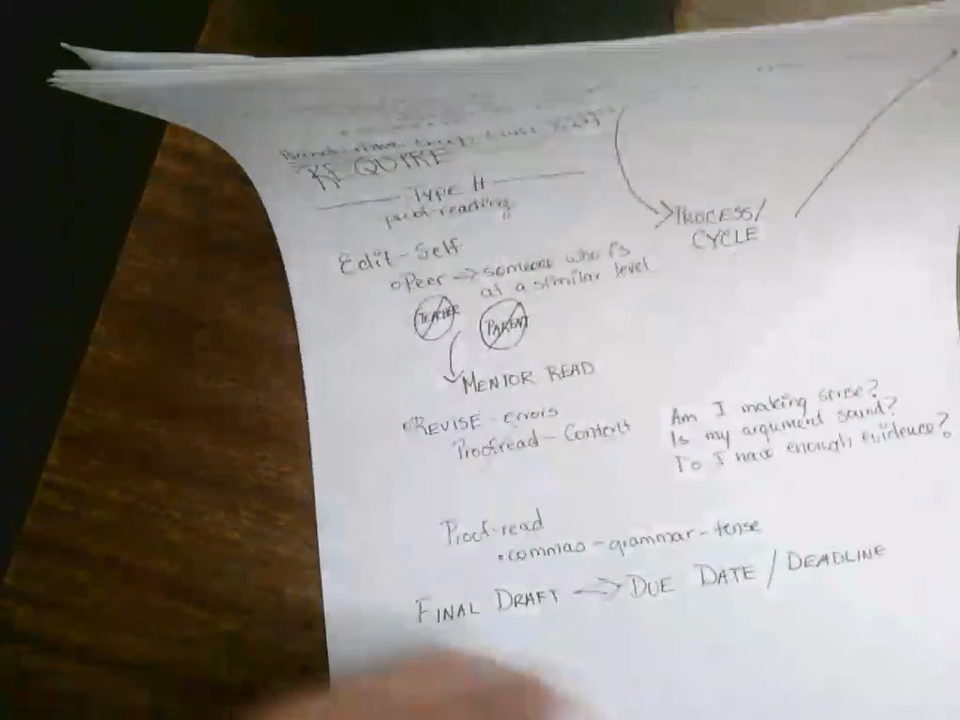 REQUIRE
Type H
proof-reading
PROCESS/
CYCLE
Edit-Self
Peer → someone who is
at a similar level
TEACHER PARENT
MENTOR READ
REVISE - errors
Proofread - Contents
Am I making sense?
Is my argument sound?
Do I have enough evidence?
Proof-read
• commas - grammar - tense
FINAL DRAFT → DUE DATE / DEADLINE